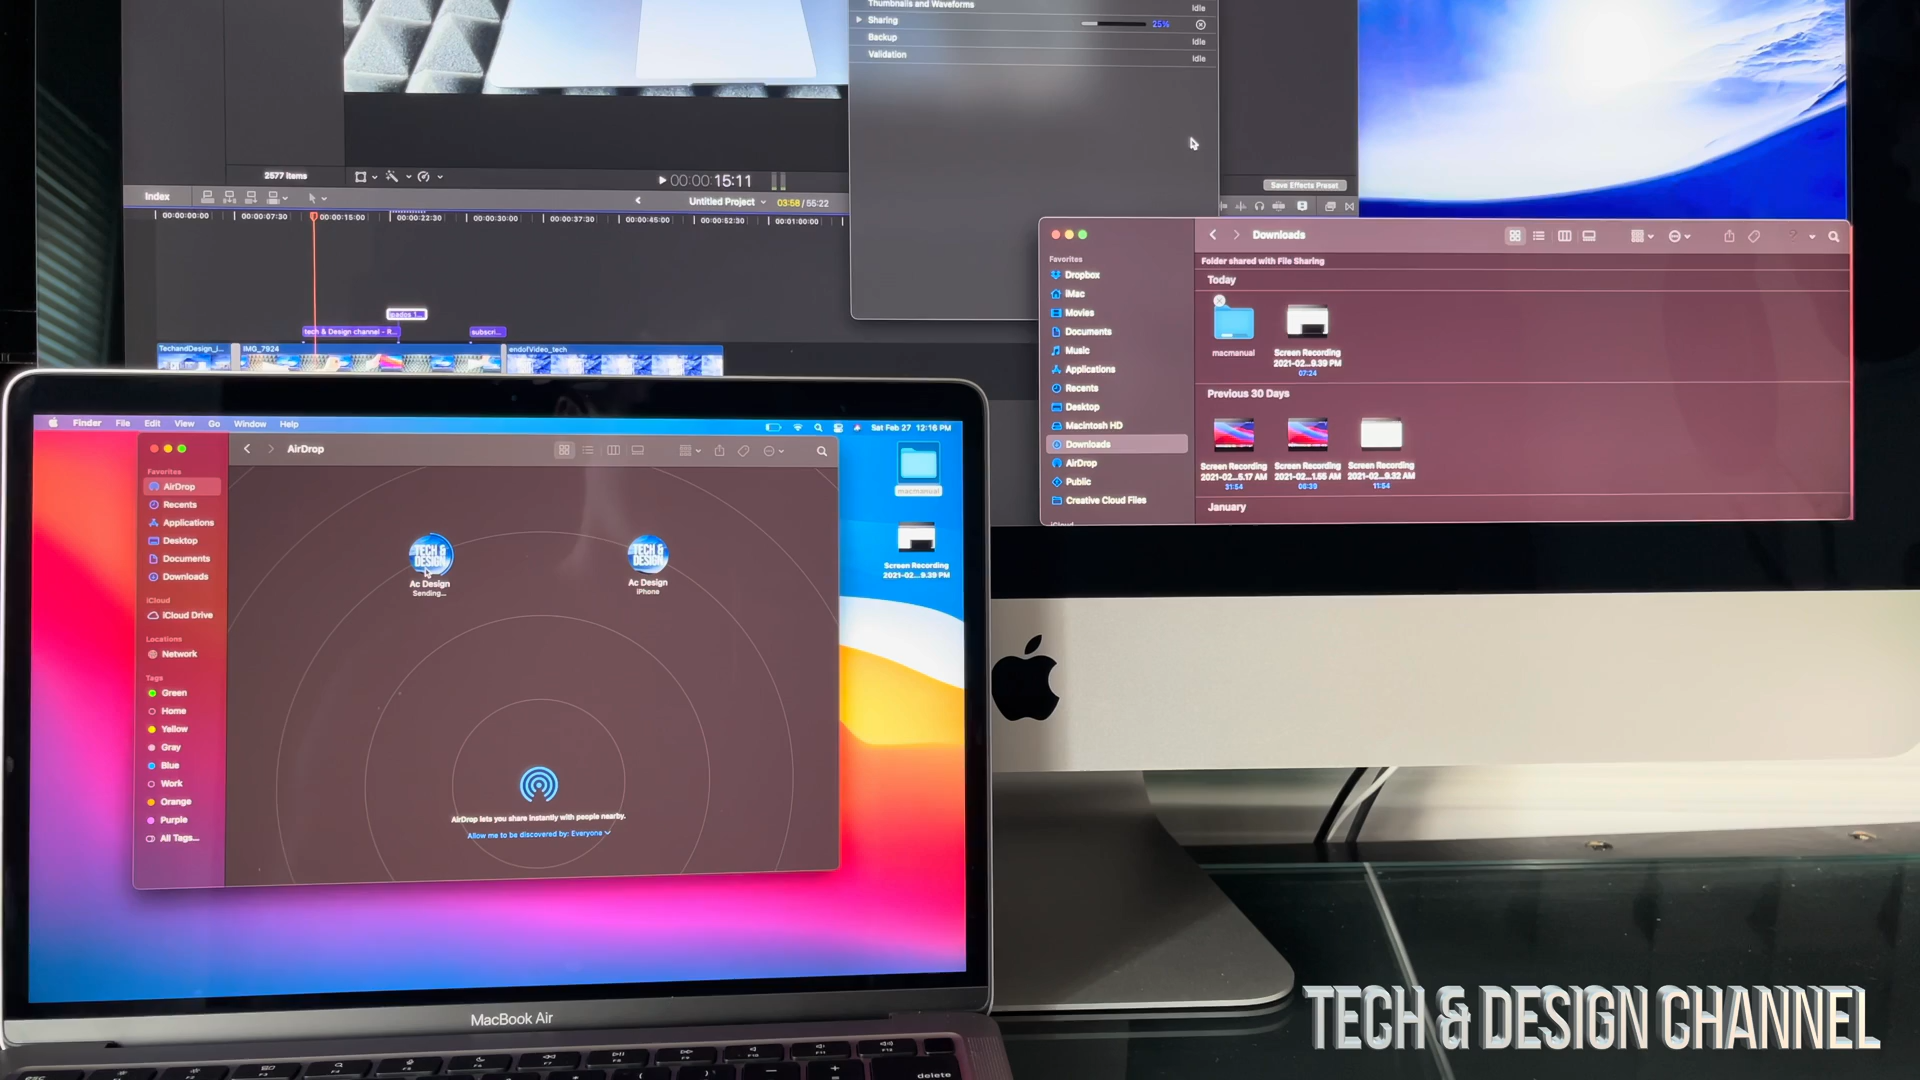 Thumbnails and Waveforms
Idle
Sharing
25%
Backup
Idle
Validation
Idle
2577 items
00:00:00:15:11
Save Effects Preset
Index
Untitled Project
03:58 / 55:22
00:00:00:00
00:00:07:30
00:00:15:00
00:00:22:30
00:00:30:00
00:00:37:30
00:00:45:00
00:00:52:30
00:01:00:00
tech & Design channel - R...
subscri...
TechandDesign_i...
IMG_7924
endofVideo_tech
Downloads
Folder shared with File Sharing
Favorites
Dropbox
iMac
Movies
Documents
Music
Applications
Recents
Desktop
Macintosh HD
Downloads
AirDrop
Public
Creative Cloud Files
iCloud
Today
macmanual
Screen Recording
2021-02...9.39 PM
07:24
Previous 30 Days
Screen Recording
2021-02...5.17 AM
31:54
Screen Recording
2021-02...1.55 AM
08:39
Screen Recording
2021-02...9.32 AM
11:54
January
Finder File Edit View Go Window Help
Sat Feb 27 12:16 PM
AirDrop
Favorites
AirDrop
Recents
Applications
Desktop
Documents
Downloads
iCloud
iCloud Drive
Locations
Network
Tags
Green
Home
Yellow
Gray
Blue
Work
Orange
Purple
All Tags...
TECH &
DESIGN
Ac Design
Sending...
TECH &
DESIGN
Ac Design
iPhone
AirDrop lets you share instantly with people nearby.
Allow me to be discovered by: Everyone
macmanual
Screen Recording
2021-02...9.39 PM
MacBook Air
esc
delete
TECH & DESIGN CHANNEL